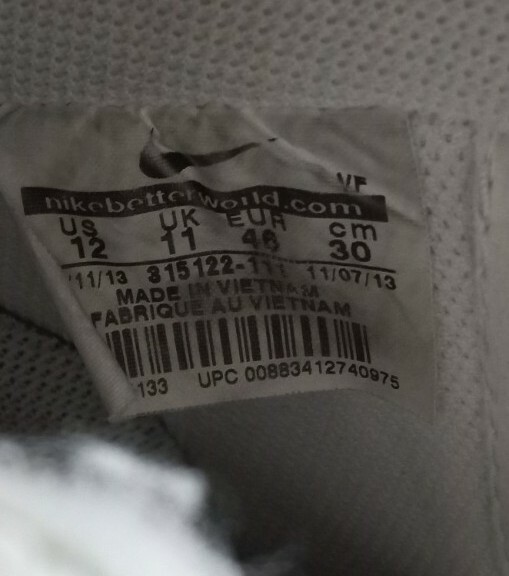 VF
nikebetterworld.com
US UK EUR cm
12 11 46 30
11/13 315122-111 11/07/13
MADE IN VIETNAM
FABRIQUE AU VIETNAM
133 UPC 00883412740975